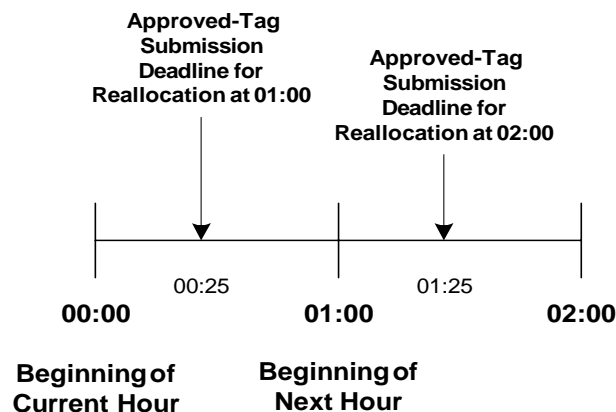 Approved-Tag
Submission
Deadline for
Reallocation at 01:00
Approved-Tag
Submission
Deadline for
Reallocation at 02:00
00:25
01:25
00:00
01:00
02:00
Beginning of
Current Hour
Beginning of
Next Hour